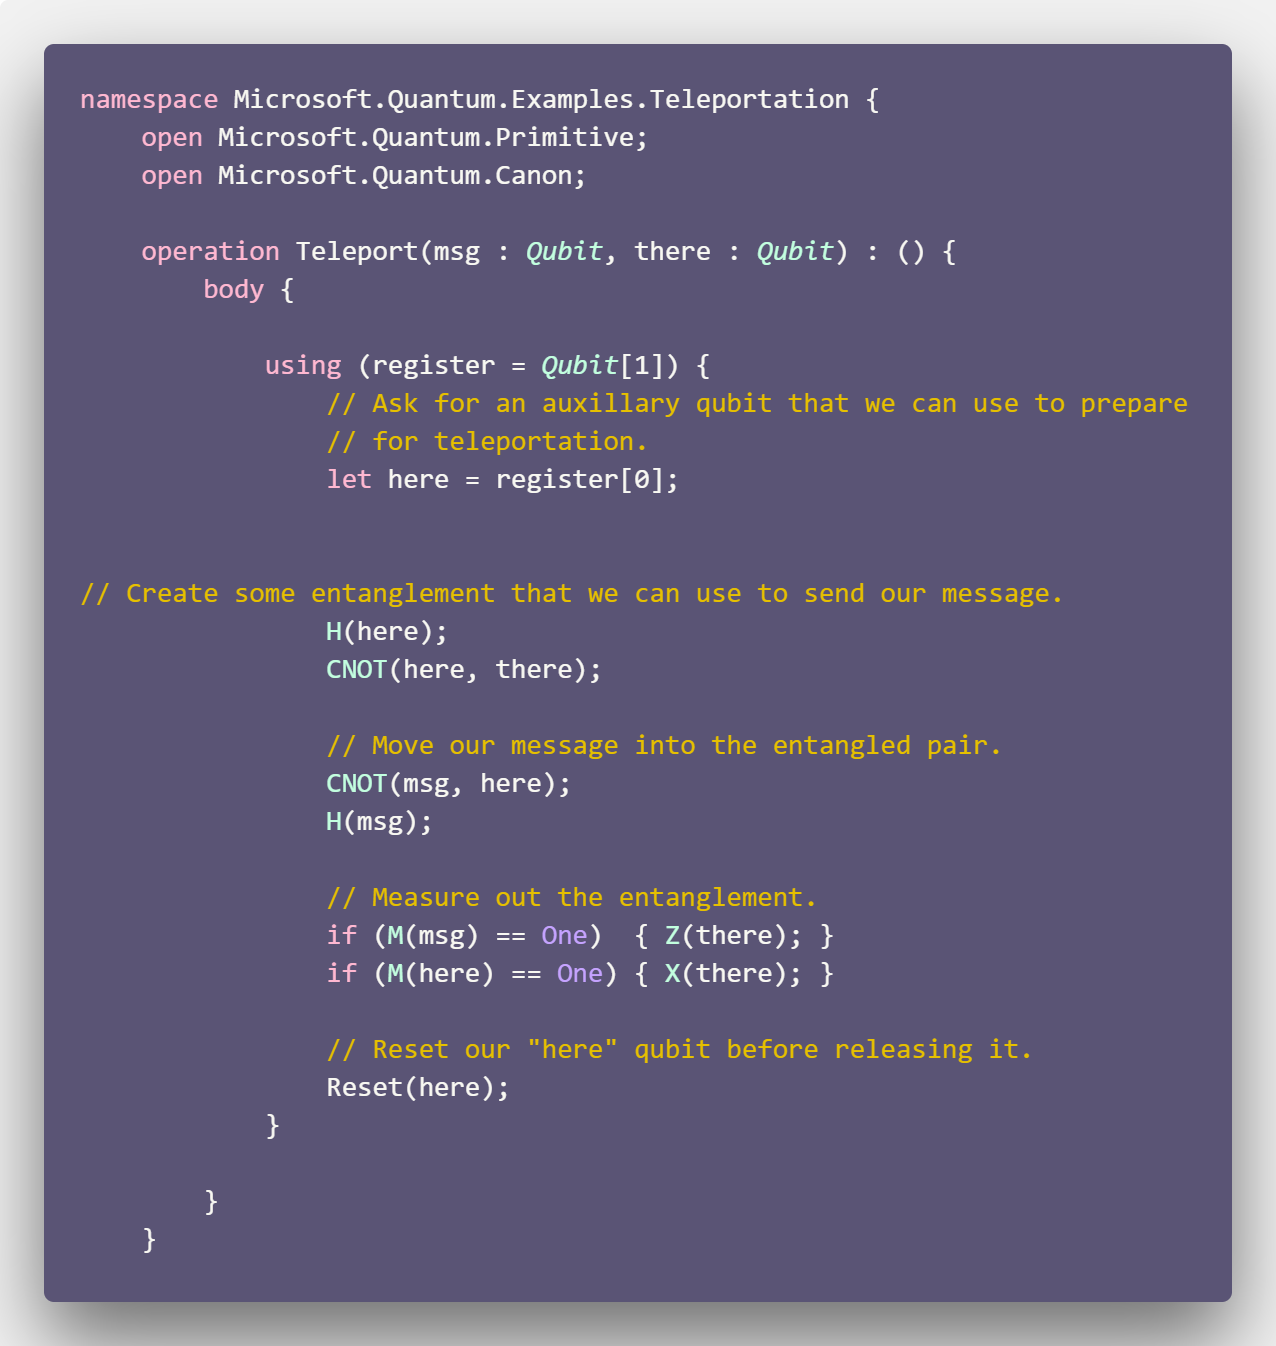 namespace Microsoft.Quantum.Examples.Teleportation {
    open Microsoft.Quantum.Primitive;
    open Microsoft.Quantum.Canon;

    operation Teleport(msg : Qubit, there : Qubit) : () {
        body {

            using (register = Qubit[1]) {
                // Ask for an auxillary qubit that we can use to prepare
                // for teleportation.
                let here = register[0];


// Create some entanglement that we can use to send our message.
                H(here);
                CNOT(here, there);

                // Move our message into the entangled pair.
                CNOT(msg, here);
                H(msg);

                // Measure out the entanglement.
                if (M(msg) == One)  { Z(there); }
                if (M(here) == One) { X(there); }

                // Reset our "here" qubit before releasing it.
                Reset(here);
            }

        }
    }